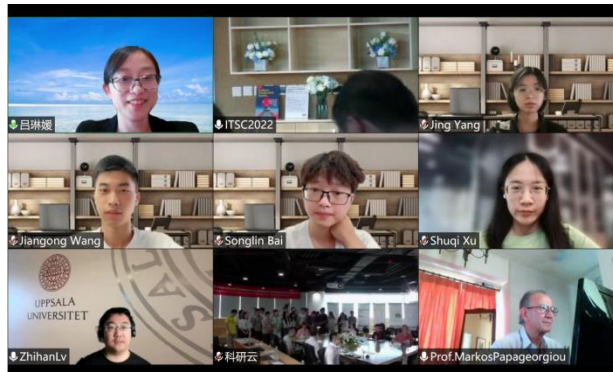 吕琳媛
ITSC2022
Jing Yang
Jiangong Wang
Songlin Bai
Shuqi Xu
UPPSALA
UNIVERSITET
ZhihanLv
科研云
Prof.MarkosPapageorgiou